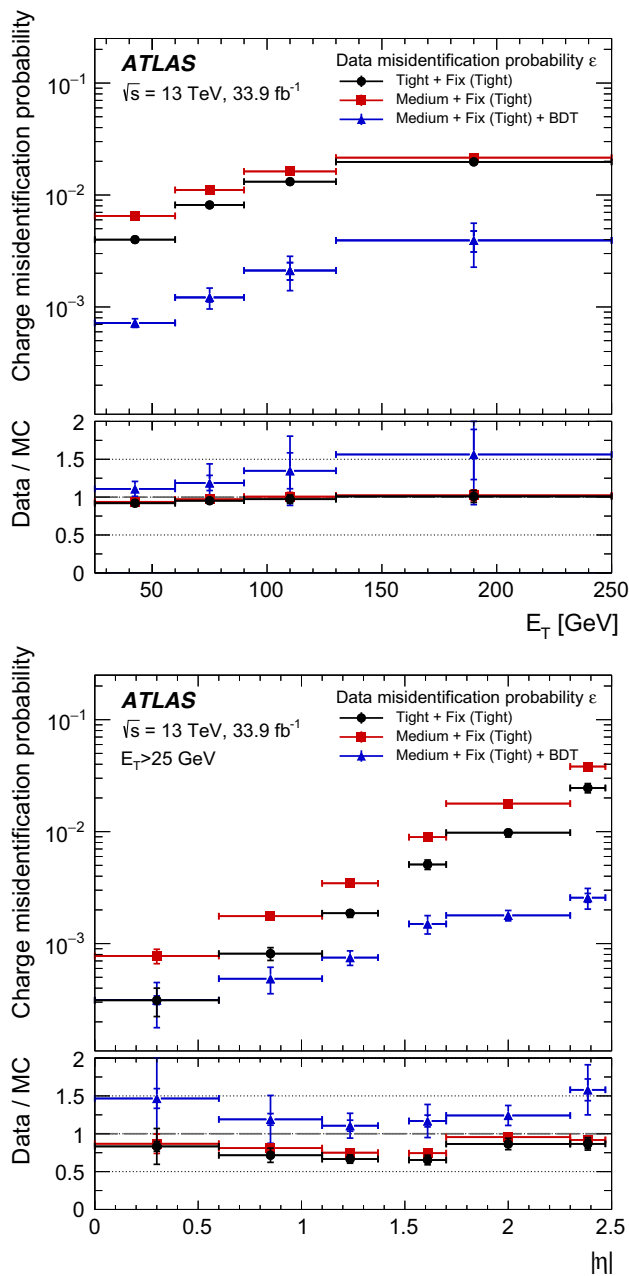 ATLAS
√s = 13 TeV, 33.9 fb⁻¹
Data misidentification probability ε
Tight + Fix (Tight)
Medium + Fix (Tight)
Medium + Fix (Tight) + BDT
Charge misidentification probability
10⁻¹
10⁻²
10⁻³
Data / MC
2
1.5
1
0.5
0
50 100 150 200 250
E_T [GeV]
ATLAS
√s = 13 TeV, 33.9 fb⁻¹
E_T>25 GeV
Data misidentification probability ε
Tight + Fix (Tight)
Medium + Fix (Tight)
Medium + Fix (Tight) + BDT
Charge misidentification probability
10⁻¹
10⁻²
10⁻³
Data / MC
2
1.5
1
0.5
0
0 0.5 1 1.5 2 2.5
|η|